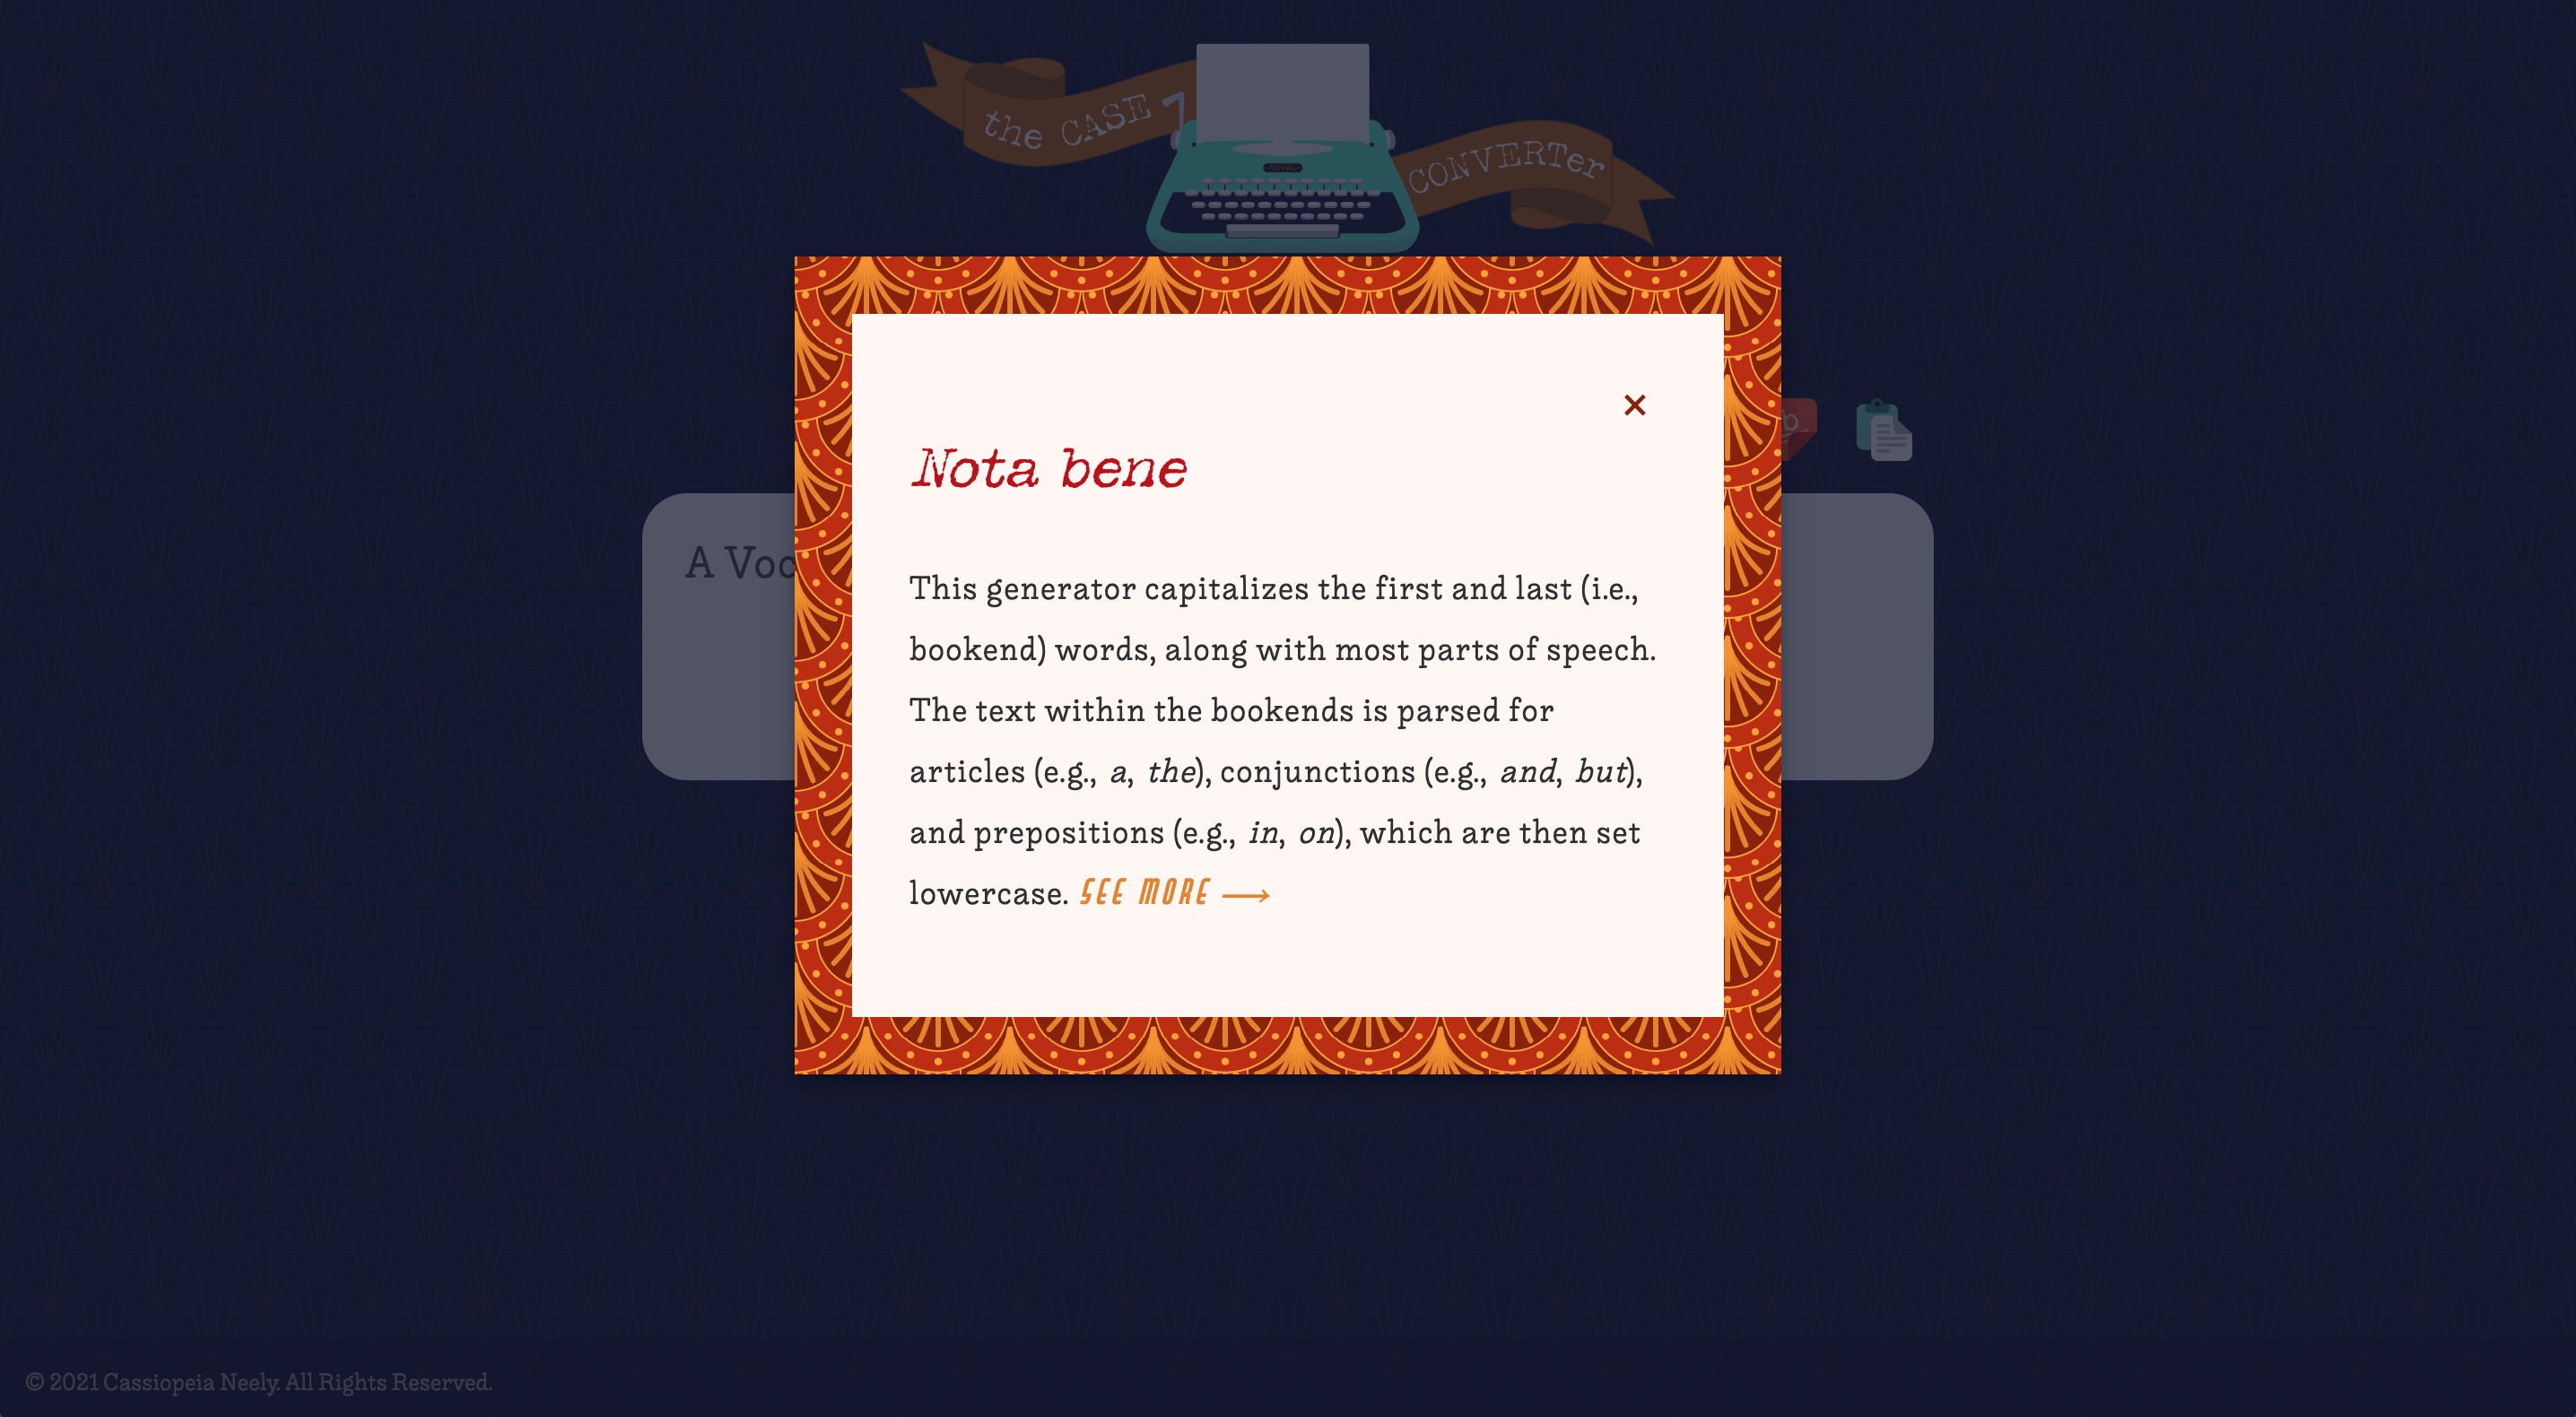 the CASE
CONVERTer
ROYAL
b
A Voc
Nota bene
This generator capitalizes the first and last (i.e.,
bookend) words, along with most parts of speech.
The text within the bookends is parsed for
articles (e.g., a, the), conjunctions (e.g., and, but),
and prepositions (e.g., in, on), which are then set
lowercase. SEE MORE ⟶
© 2021 Cassiopeia Neely. All Rights Reserved.